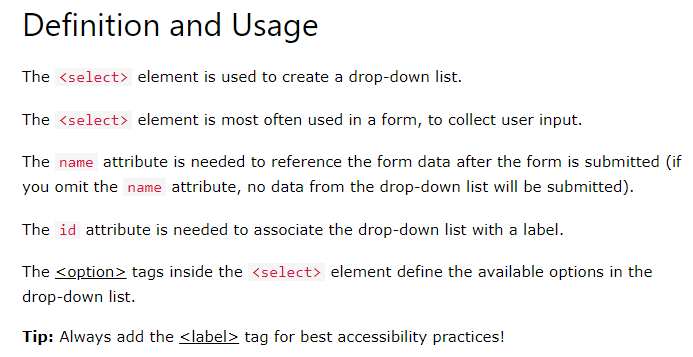 Definition and Usage
The <select> element is used to create a drop-down list.
The <select> element is most often used in a form, to collect user input.
The name attribute is needed to reference the form data after the form is submitted (if
you omit the name attribute, no data from the drop-down list will be submitted).
The id attribute is needed to associate the drop-down list with a label.
The <option> tags inside the <select> element define the available options in the
drop-down list.
Tip: Always add the <label> tag for best accessibility practices!